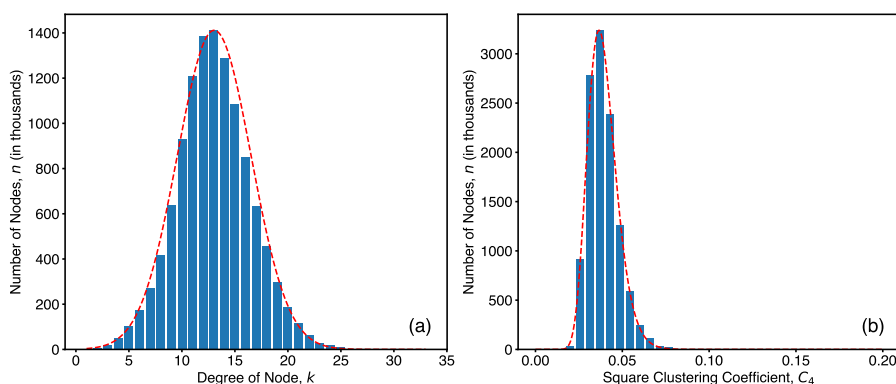 1400
1200
1000
800
600
400
200
0
Number of Nodes, n (in thousands)
0 5 10 15 20 25 30 35
Degree of Node, k
(a)
3000
2500
2000
1500
1000
500
0
Number of Nodes, n (in thousands)
0.00 0.05 0.10 0.15 0.20
Square Clustering Coefficient, C₄
(b)